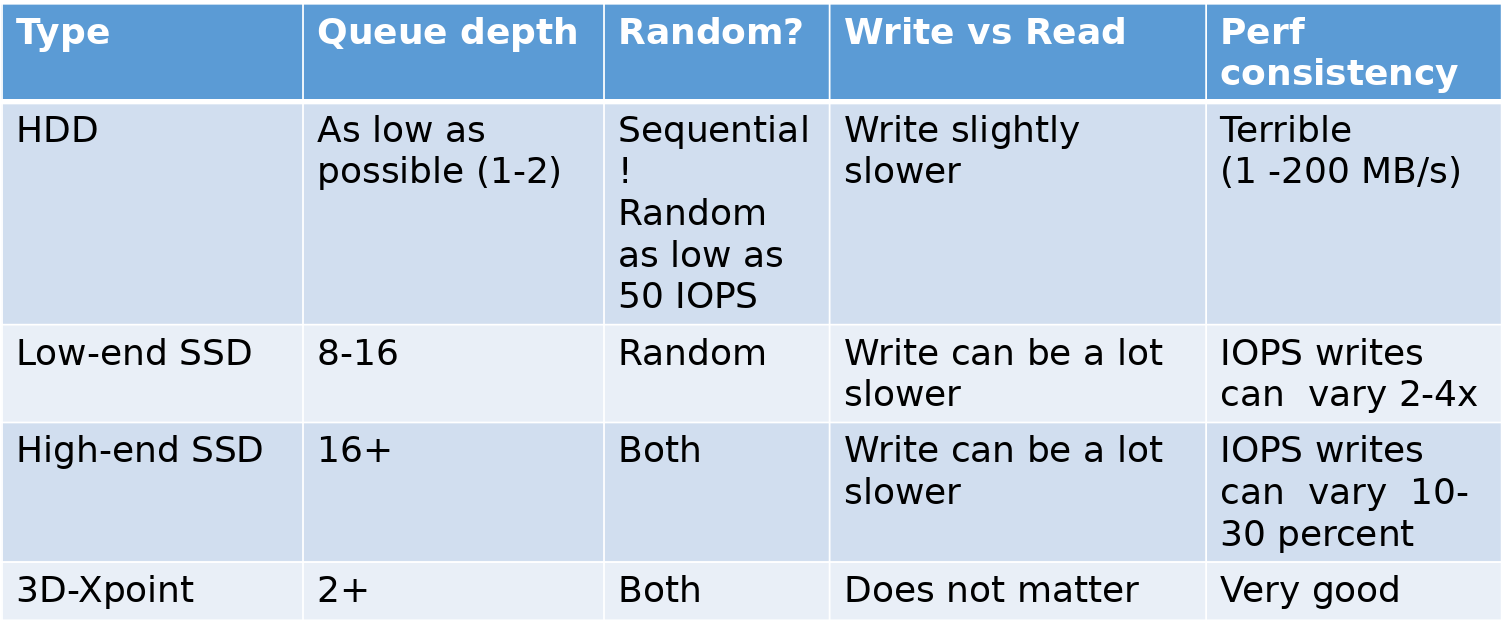 Type
Queue depth
Random?
Write vs Read
Perf
consistency
HDD
As low as
possible (1-2)
Sequential
!
Random
as low as
50 IOPS
Write slightly
slower
Terrible
(1 -200 MB/s)
Low-end SSD
8-16
Random
Write can be a lot
slower
IOPS writes
can  vary 2-4x
High-end SSD
16+
Both
Write can be a lot
slower
IOPS writes
can  vary  10-
30 percent
3D-Xpoint
2+
Both
Does not matter
Very good